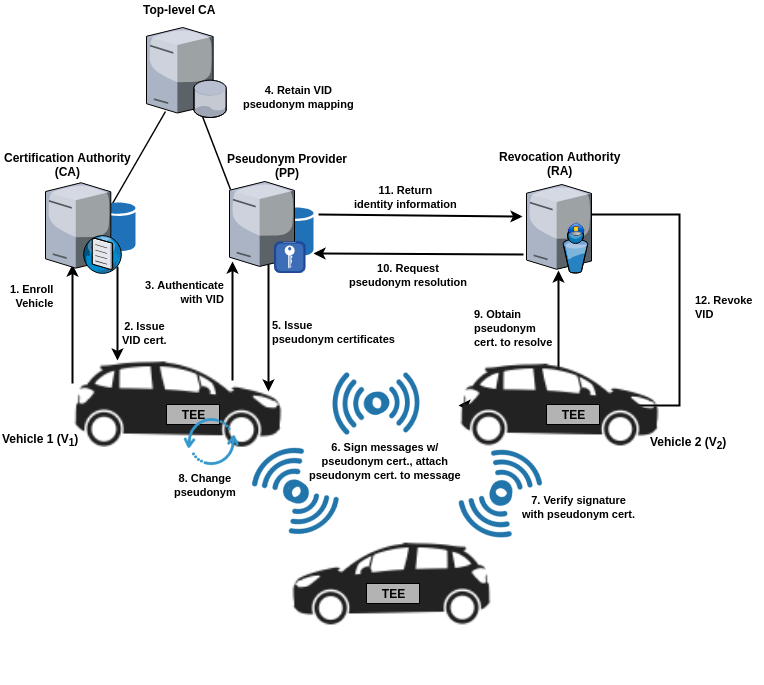 Top-level CA
4. Retain VID
pseudonym mapping
Certification Authority
(CA)
Pseudonym Provider
(PP)
Revocation Authority
(RA)
11. Return
identity information
10. Request
pseudonym resolution
1. Enroll
Vehicle
2. Issue
VID cert.
3. Authenticate
with VID
5. Issue
pseudonym certificates
9. Obtain
pseudonym
cert. to resolve
12. Revoke
VID
TEE
TEE
Vehicle 1 (V1)
Vehicle 2 (V2)
6. Sign messages w/
pseudonym cert., attach
pseudonym cert. to message
8. Change
pseudonym
7. Verify signature
with pseudonym cert.
TEE